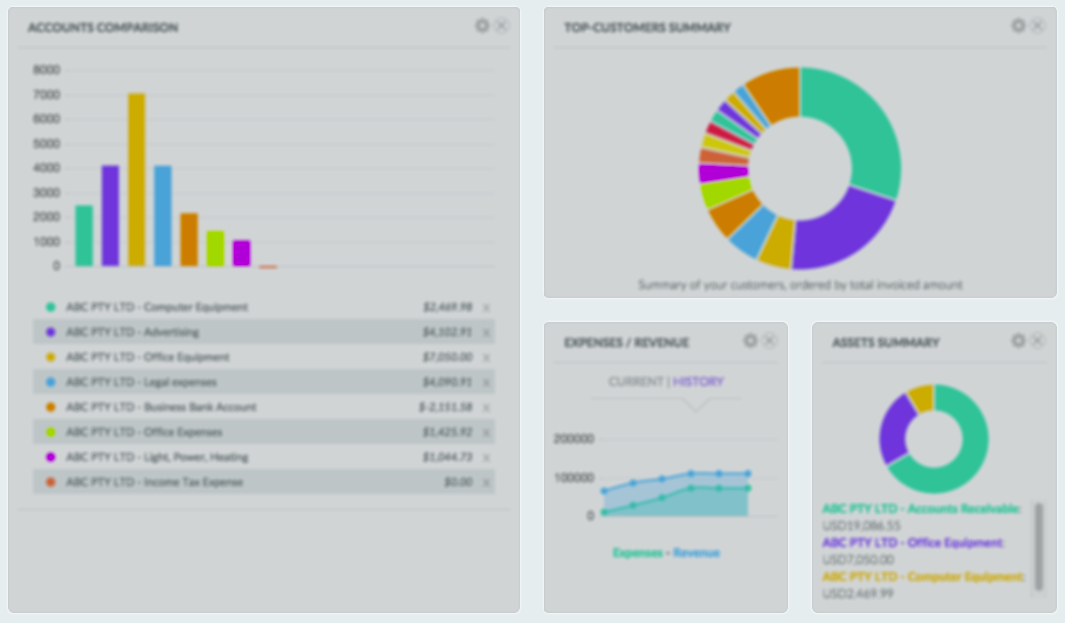 ACCOUNTS COMPARISON
8000
7000
6000
5000
4000
3000
2000
1000
0
ABC PTY LTD - Computer Equipment $2,469.98 x
ABC PTY LTD - Advertising $4,102.91 x
ABC PTY LTD - Office Equipment $7,050.00 x
ABC PTY LTD - Legal expenses $4,090.91 x
ABC PTY LTD - Business Bank Account $-2,151.58 x
ABC PTY LTD - Office Expenses $1,425.92 x
ABC PTY LTD - Light, Power, Heating $1,044.73 x
ABC PTY LTD - Income Tax Expense $0.00 x
TOP-CUSTOMERS SUMMARY
Summary of your customers, ordered by total invoiced amount
EXPENSES / REVENUE
CURRENT | HISTORY
200000
100000
0
Expenses - Revenue
ASSETS SUMMARY
ABC PTY LTD - Accounts Receivable:
USD19,086.55
ABC PTY LTD - Office Equipment:
USD7,050.00
ABC PTY LTD - Computer Equipment:
USD2,469.99